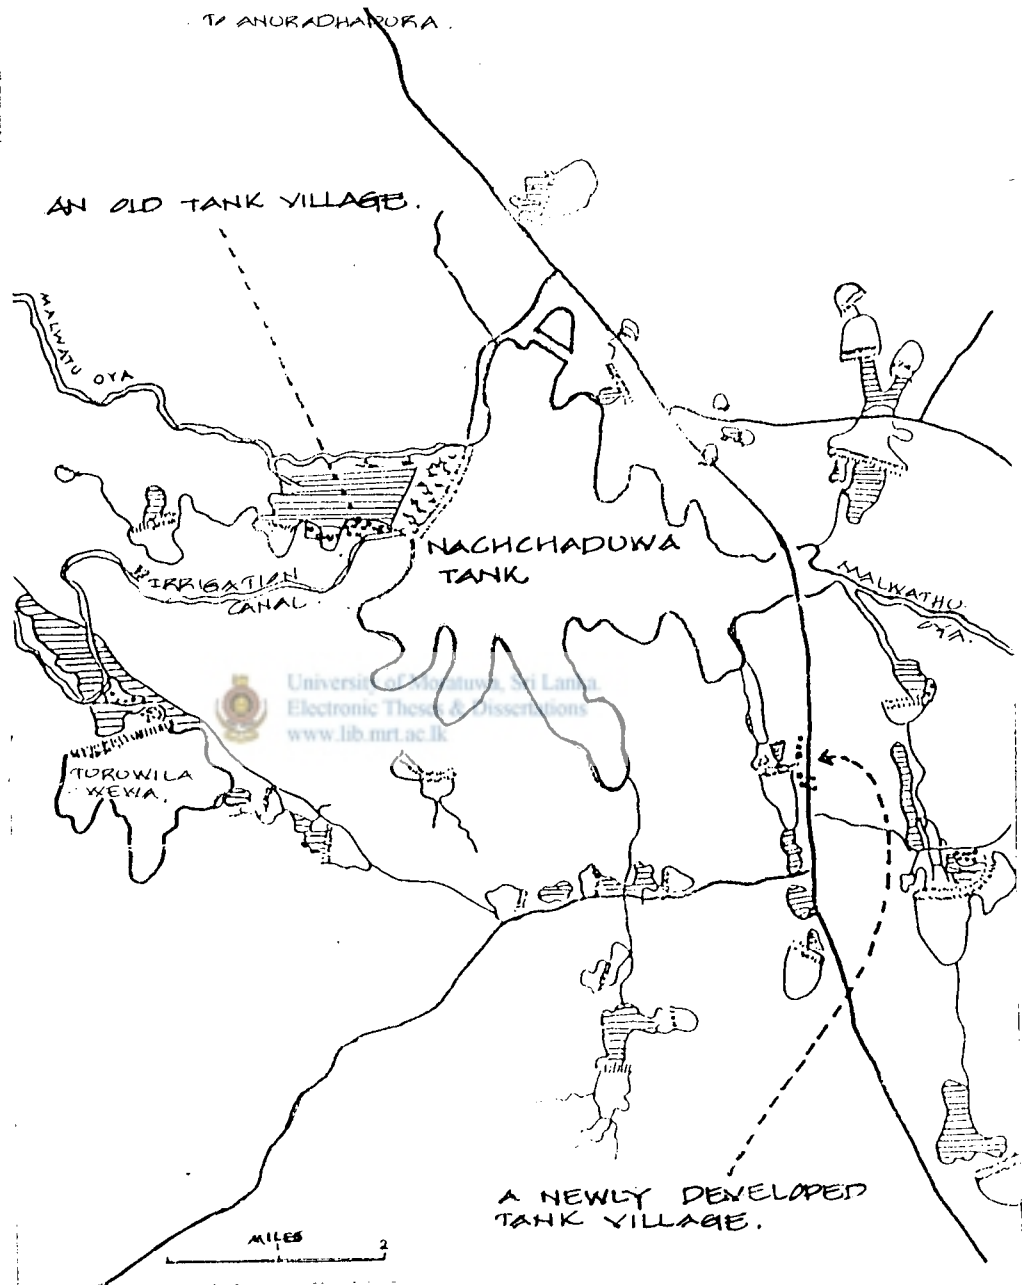 TO ANURADHAPURA.
AN OLD TANK VILLAGE.
MALWATU OYA
NACHCHADUWA
TANK
IRRIGATION
CANAL.
MALWATHU
OYA.
University of Moratuwa, Sri Lanka.
Electronic Theses & Dissertations
www.lib.mrt.ac.lk
TURUWILA
WEWA.
A NEWLY DEVELOPED
TANK VILLAGE.
MILES
2